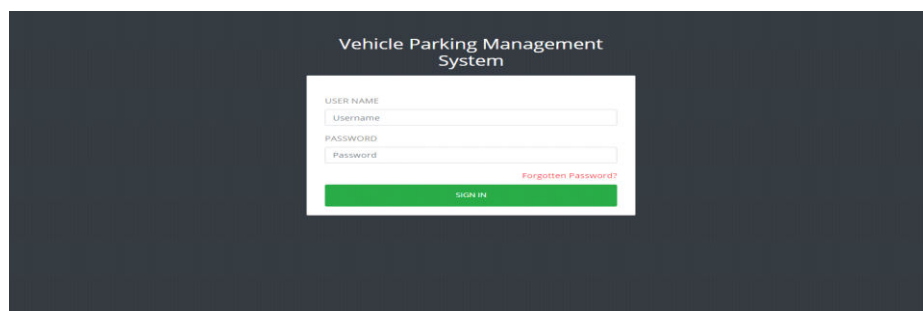 Vehicle Parking Management
System
USER NAME
Username
PASSWORD
Password
Forgotten Password?
SIGN IN